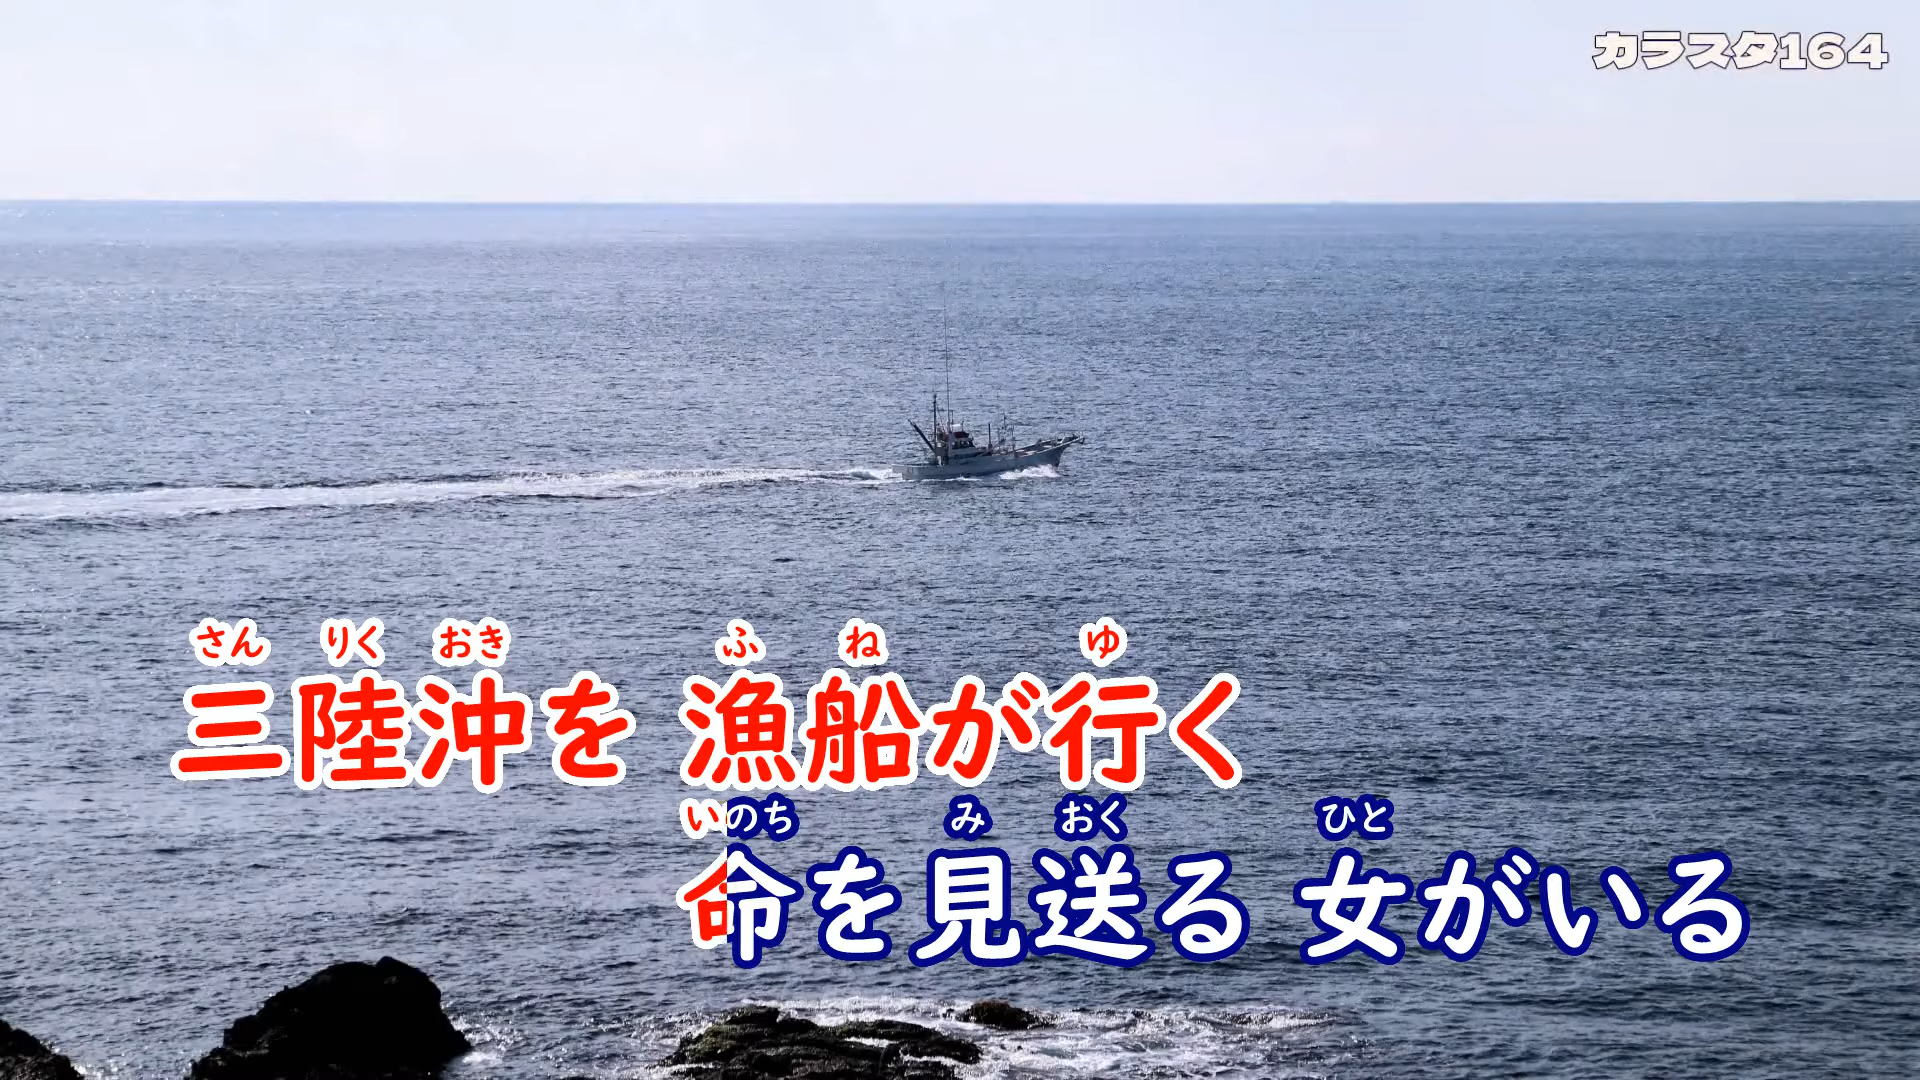 カラスタ164
さん りく おき ふ ね ゆ
三陸沖を 漁船が行く
いのち み おく ひと
命を見送る 女がいる